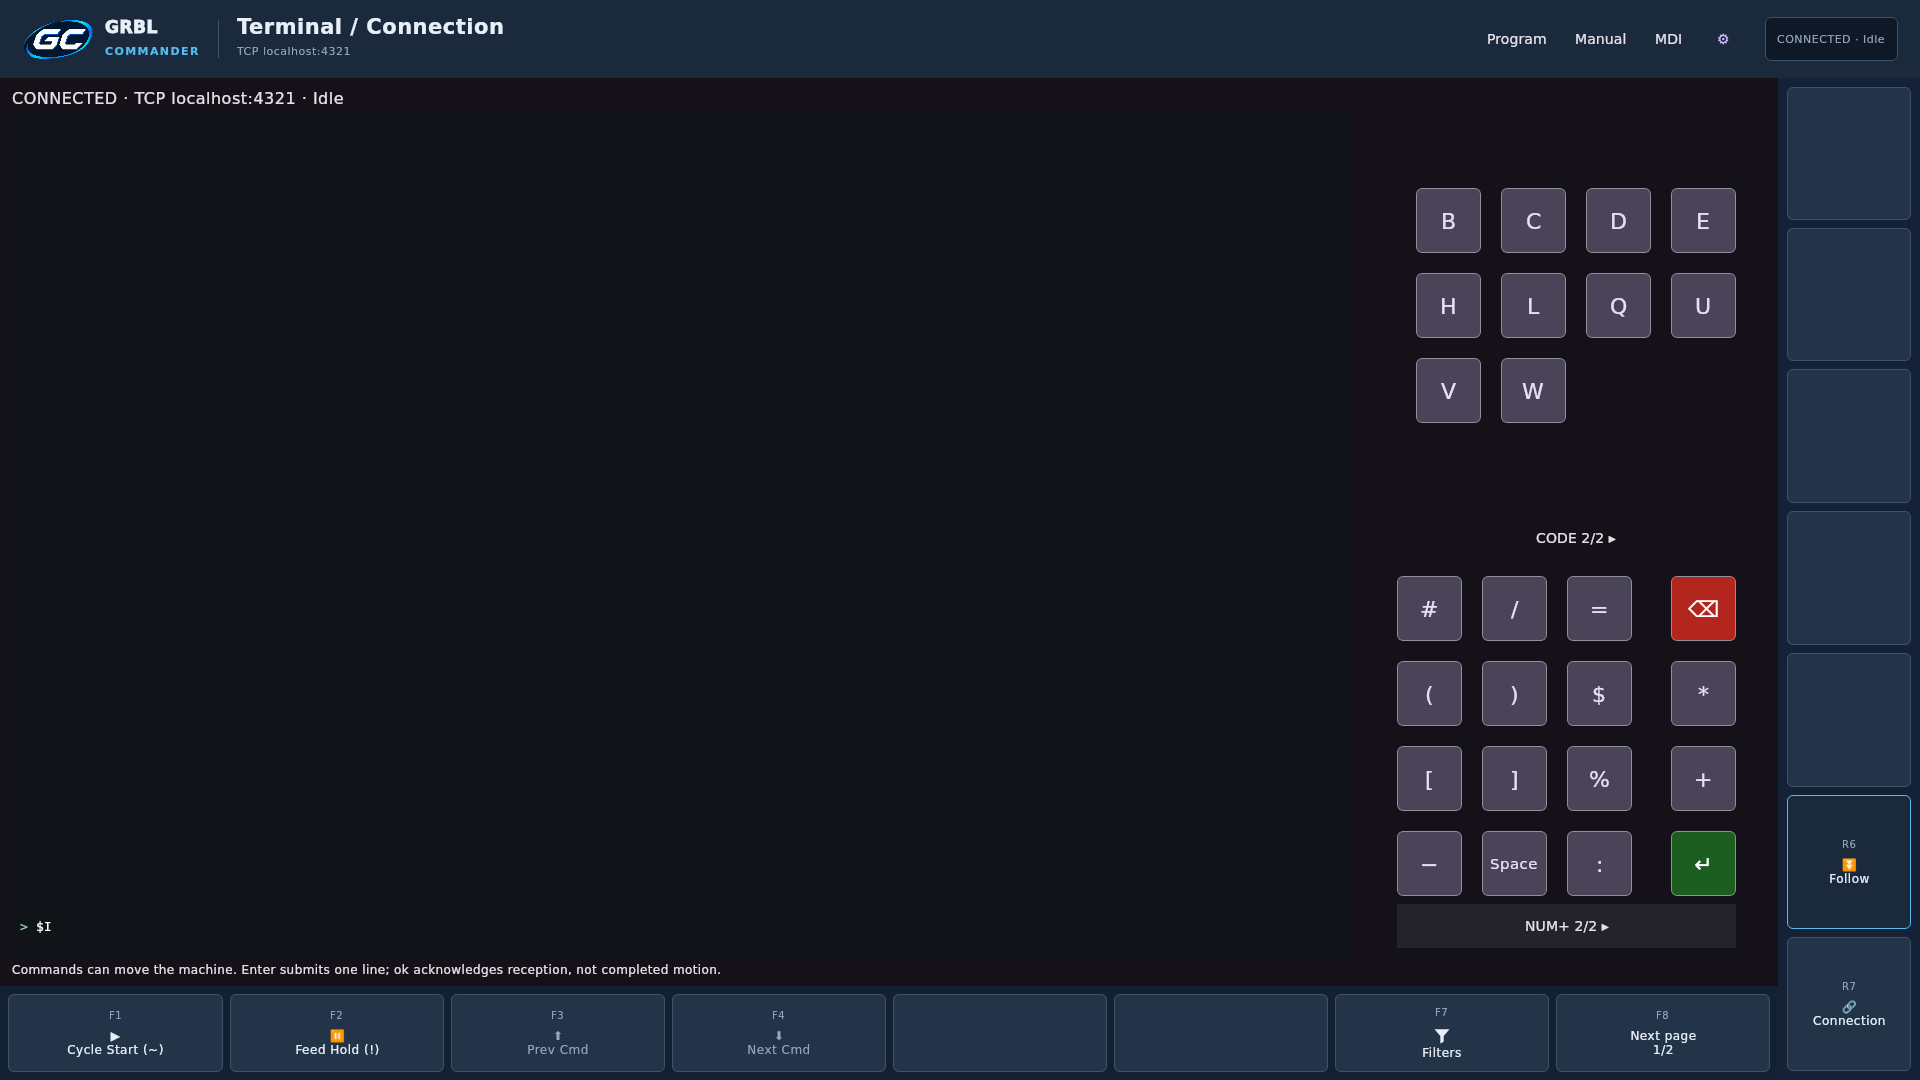 GC
GRBL
COMMANDER
Terminal / Connection
TCP localhost:4321
Program
Manual
MDI
⚙
CONNECTED · Idle
CONNECTED · TCP localhost:4321 · Idle
B C D E
H L Q U
V W
CODE 2/2 ▸
# / = ⌫
( ) $ *
[ ] % +
− Space : ↵
NUM+ 2/2 ▸
> $I
Commands can move the machine. Enter submits one line; ok acknowledges reception, not completed motion.
R6
⏬
Follow
R7
🔗
Connection
F1
▶
Cycle Start (~)
F2
⏸
Feed Hold (!)
F3
⬆
Prev Cmd
F4
⬇
Next Cmd
F7
Filters
F8
Next page
1/2